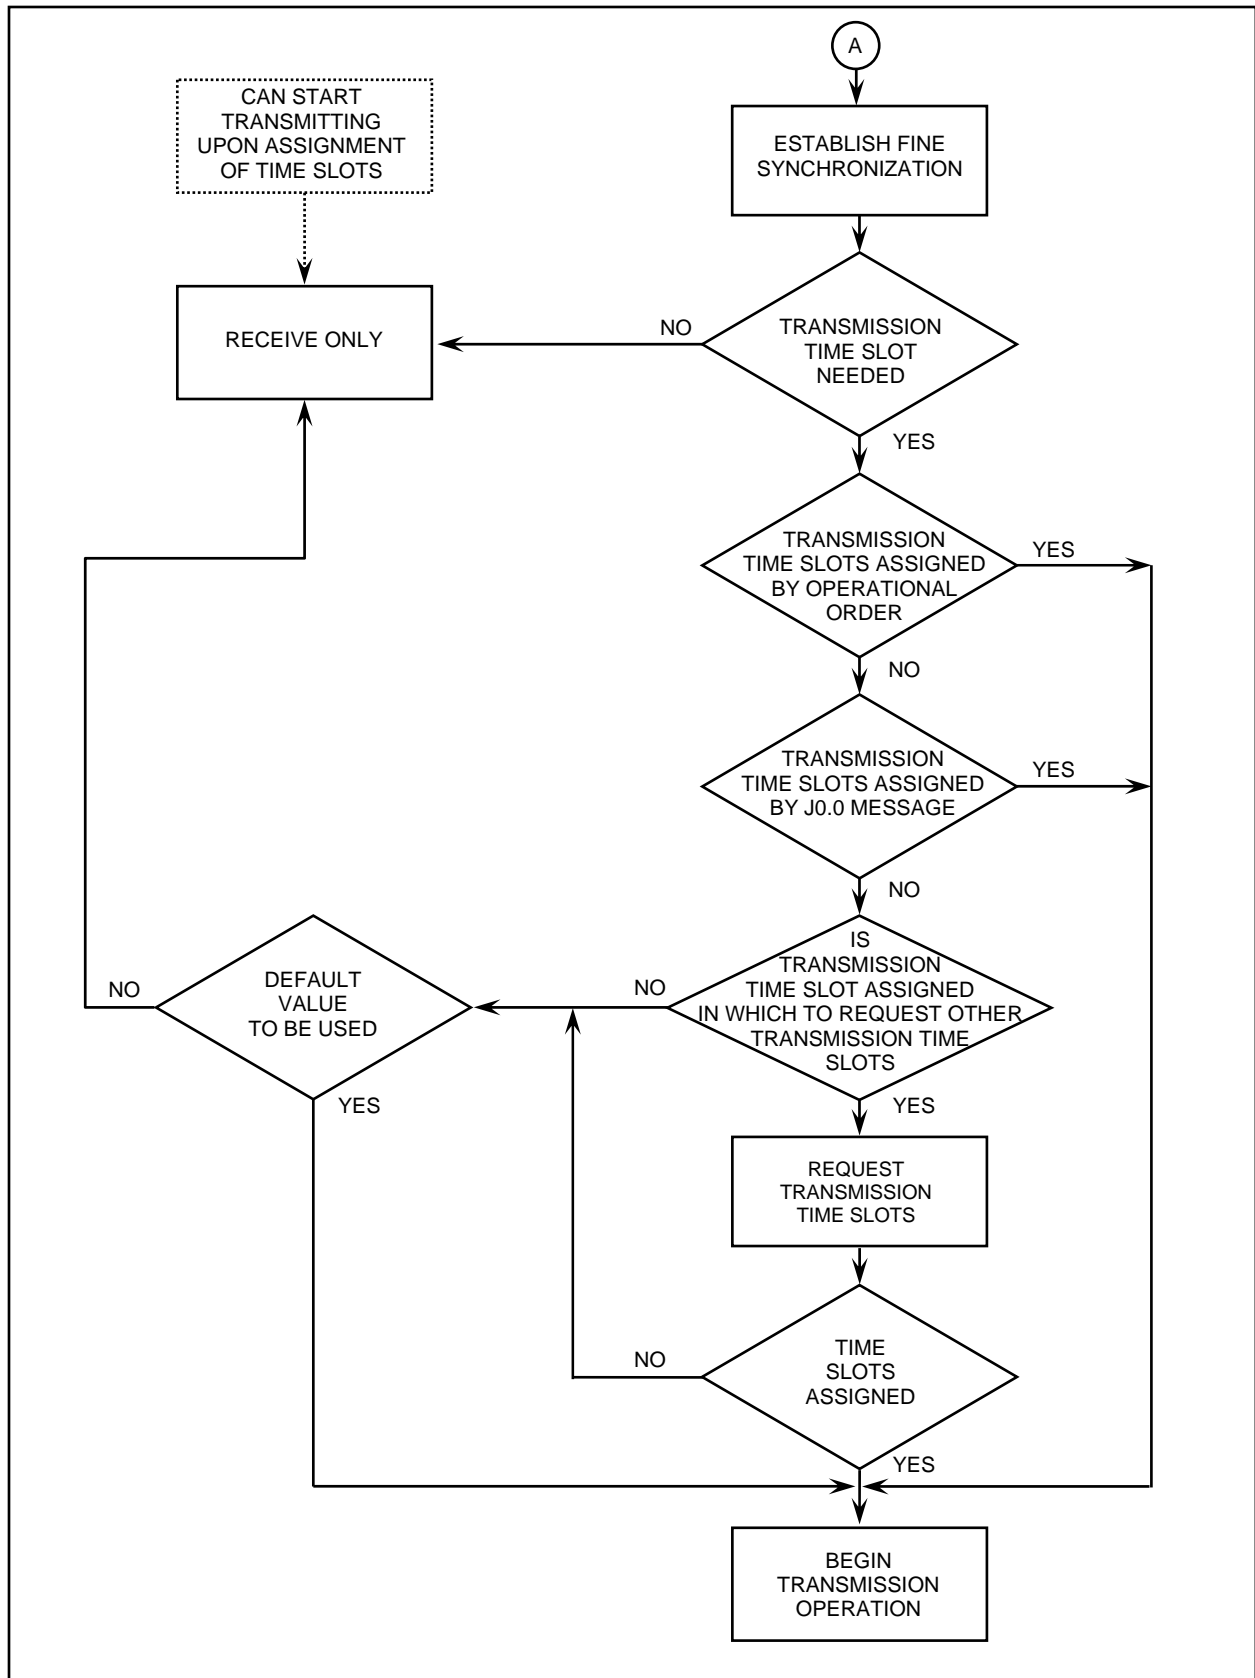 A
CAN START
TRANSMITTING
UPON ASSIGNMENT
OF TIME SLOTS
ESTABLISH FINE
SYNCHRONIZATION
RECEIVE ONLY
NO
TRANSMISSION
TIME SLOT
NEEDED
YES
TRANSMISSION
TIME SLOTS ASSIGNED
BY OPERATIONAL
ORDER
YES
NO
TRANSMISSION
TIME SLOTS ASSIGNED
BY J0.0 MESSAGE
YES
NO
IS
TRANSMISSION
TIME SLOT ASSIGNED
IN WHICH TO REQUEST OTHER
TRANSMISSION TIME
SLOTS
NO
DEFAULT
VALUE
TO BE USED
NO
YES
YES
REQUEST
TRANSMISSION
TIME SLOTS
TIME
SLOTS
ASSIGNED
NO
YES
BEGIN
TRANSMISSION
OPERATION